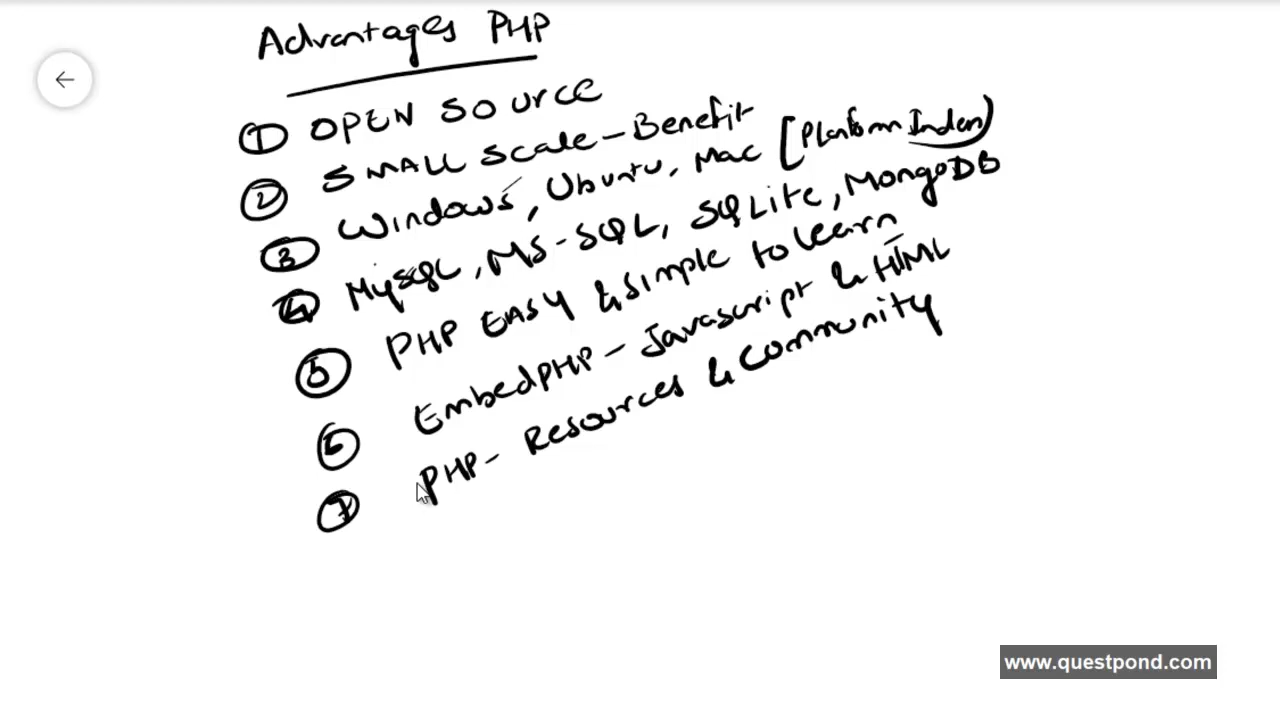 Advantages PHP
1 OPEN SOURCE
2 SMALL Scale - Benefit
3 Windows, Ubuntu, Mac [Platform Inden)
4 MySQL, MS-SQL, SQLite, MongoDB
5 PHP EASY & Simple to learn
6 Embed PHP - Javascript & HTML
7 PHP - Resources & Community
www.questpond.com